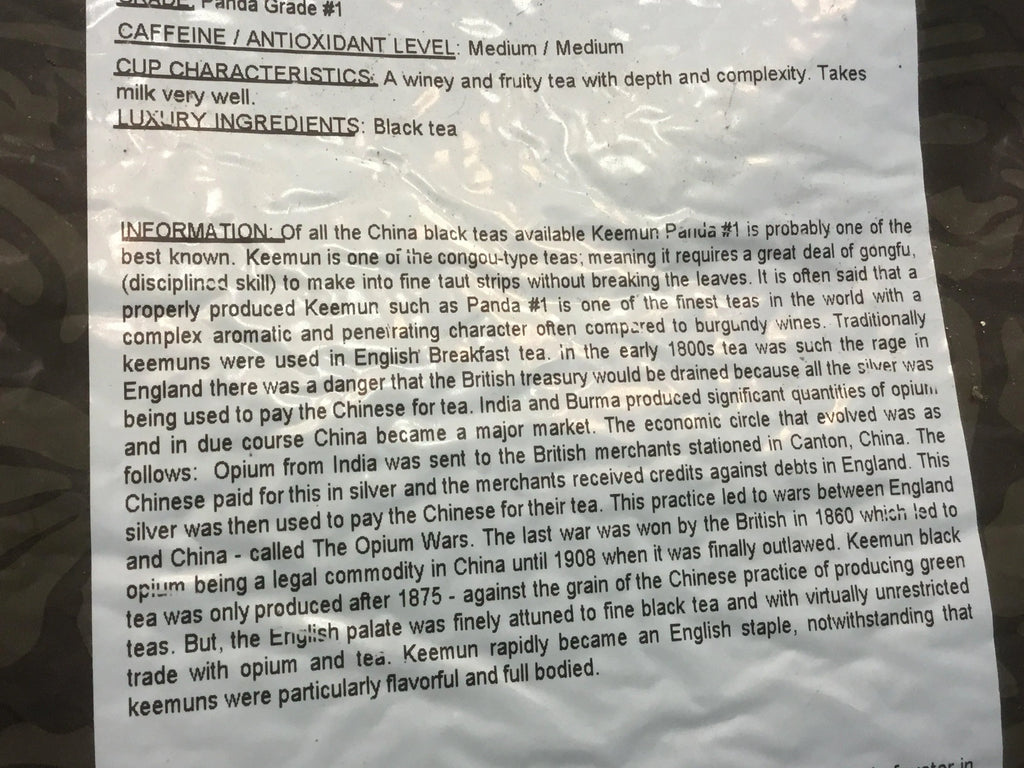 GRADE: Panda Grade #1
CAFFEINE / ANTIOXIDANT LEVEL: Medium / Medium
CUP CHARACTERISTICS: A winey and fruity tea with depth and complexity. Takes
milk very well.
LUXURY INGREDIENTS: Black tea
INFORMATION: Of all the China black teas available Keemun Panda #1 is probably one of the
best known. Keemun is one of the congou-type teas; meaning it requires a great deal of gongfu,
(disciplined skill) to make into fine taut strips without breaking the leaves. It is often said that a
properly produced Keemun such as Panda #1 is one of the finest teas in the world with a
complex aromatic and penetrating character often compared to burgundy wines. Traditionally
keemuns were used in English Breakfast tea. in the early 1800s tea was such the rage in
England there was a danger that the British treasury would be drained because all the silver was
being used to pay the Chinese for tea. India and Burma produced significant quantities of opium
and in due course China became a major market. The economic circle that evolved was as
follows: Opium from India was sent to the British merchants stationed in Canton, China. The
Chinese paid for this in silver and the merchants received credits against debts in England. This
silver was then used to pay the Chinese for their tea. This practice led to wars between England
and China - called The Opium Wars. The last war was won by the British in 1860 which led to
opium being a legal commodity in China until 1908 when it was finally outlawed. Keemun black
tea was only produced after 1875 - against the grain of the Chinese practice of producing green
teas. But, the English palate was finely attuned to fine black tea and with virtually unrestricted
trade with opium and tea. Keemun rapidly became an English staple, notwithstanding that
keemuns were particularly flavorful and full bodied.
in